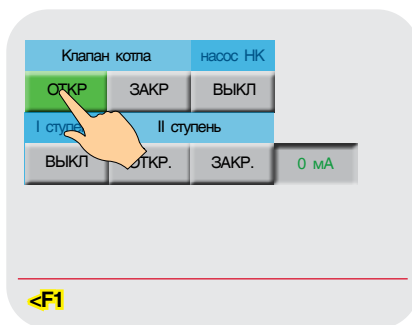 Клапан котла насос НК
ОТКР ЗАКР ВЫКЛ
I ступень II ступень
ВЫКЛ ОТКР. ЗАКР. 0 мА
<F1